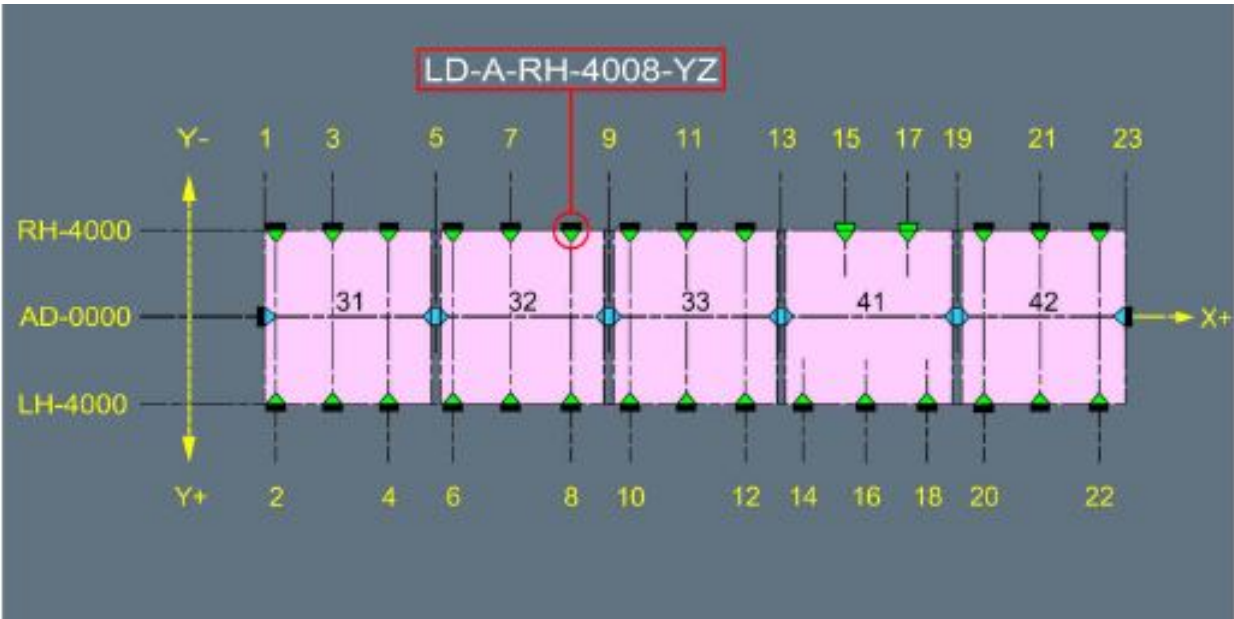 LD-A-RH-4008-YZ
Y- 1 3 5 7 9 11 13 15 17 19 21 23
RH-4000
31 32 33 41 42
AD-0000 X+
LH-4000
Y+ 2 4 6 8 10 12 14 16 18 20 22